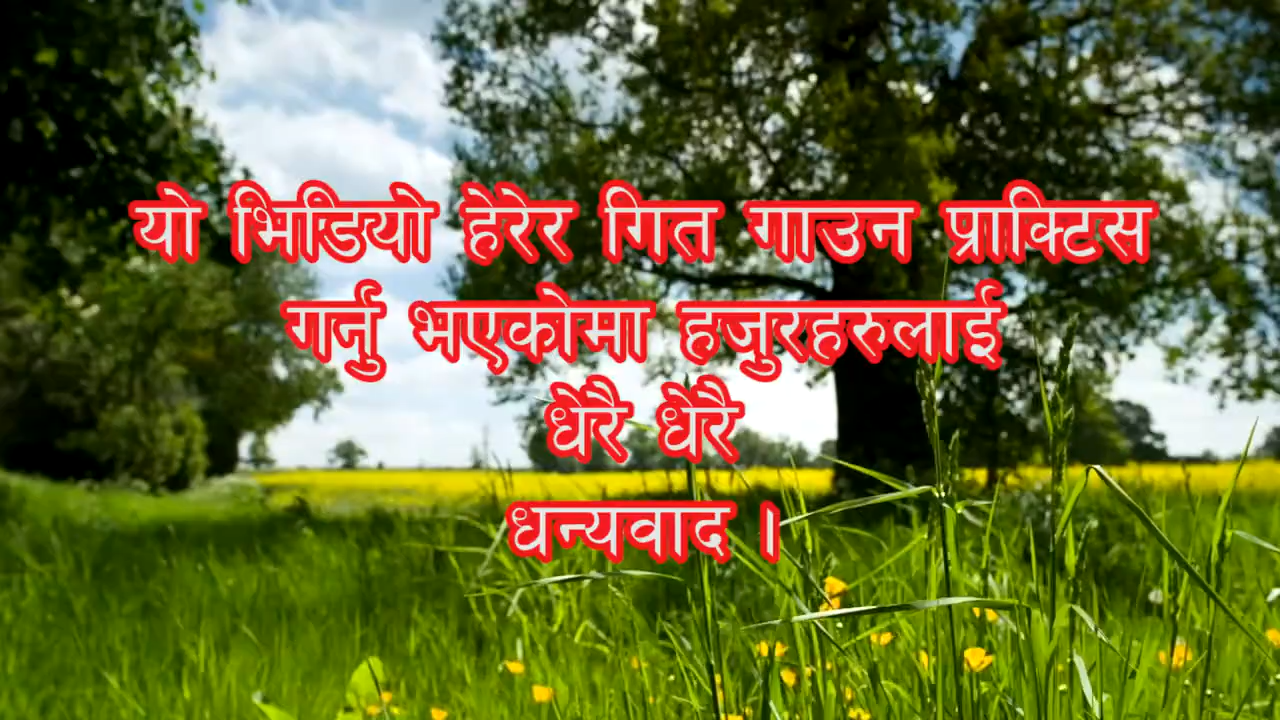 यो भिडियो हेरेर गित गाउन प्राक्टिस
गर्नु भएकोमा हजुरहरुलाई
धेरै धेरै
धन्यवाद ।